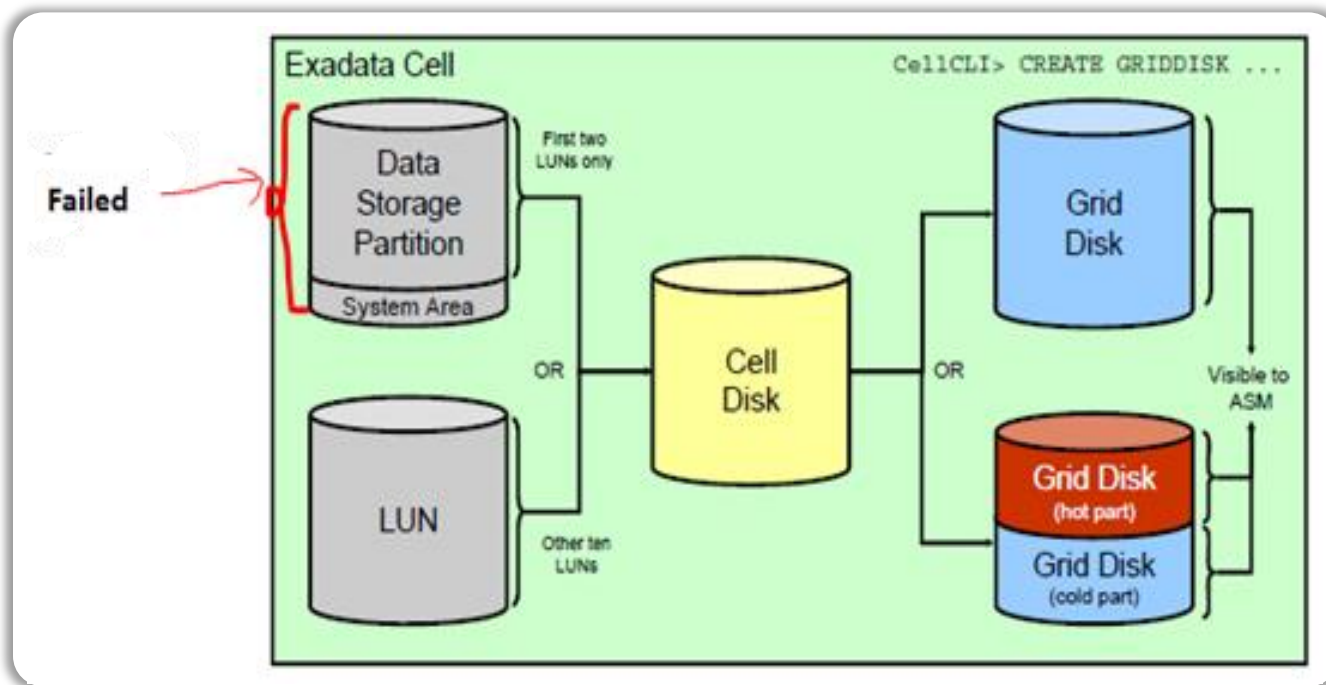 Exadata Cell
CellCLI> CREATE GRIDDISK ...
Failed
Data
Storage
Partition
System Area
First two
LUNs only
OR
LUN
Other ten
LUNs
Cell
Disk
OR
Grid
Disk
Visible to
ASM
Grid Disk
(hot part)
Grid Disk
(cold part)